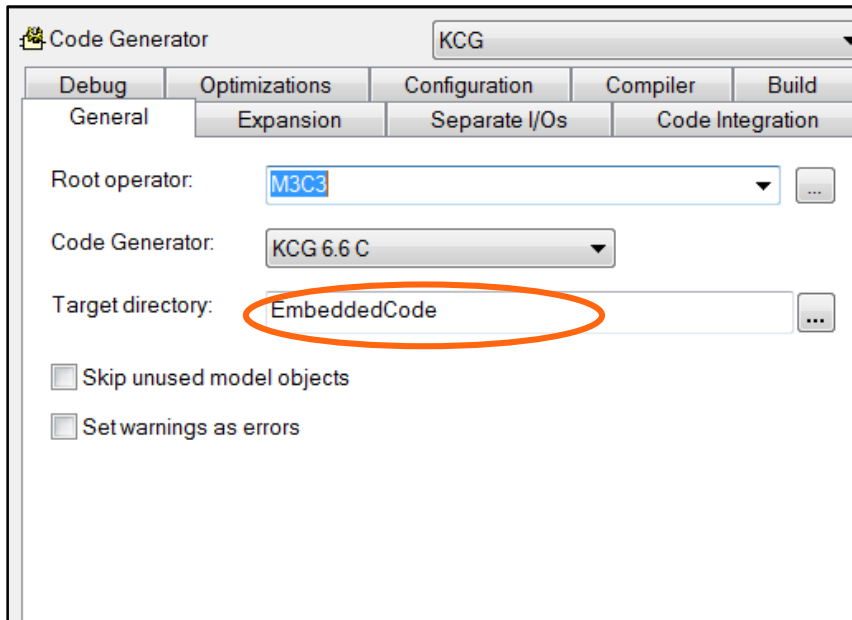 Code Generator KCG
Debug Optimizations Configuration Compiler Build
General Expansion Separate I/Os Code Integration
Root operator: M3C3 ...
Code Generator: KCG 6.6 C
Target directory: EmbeddedCode ...
Skip unused model objects
Set warnings as errors